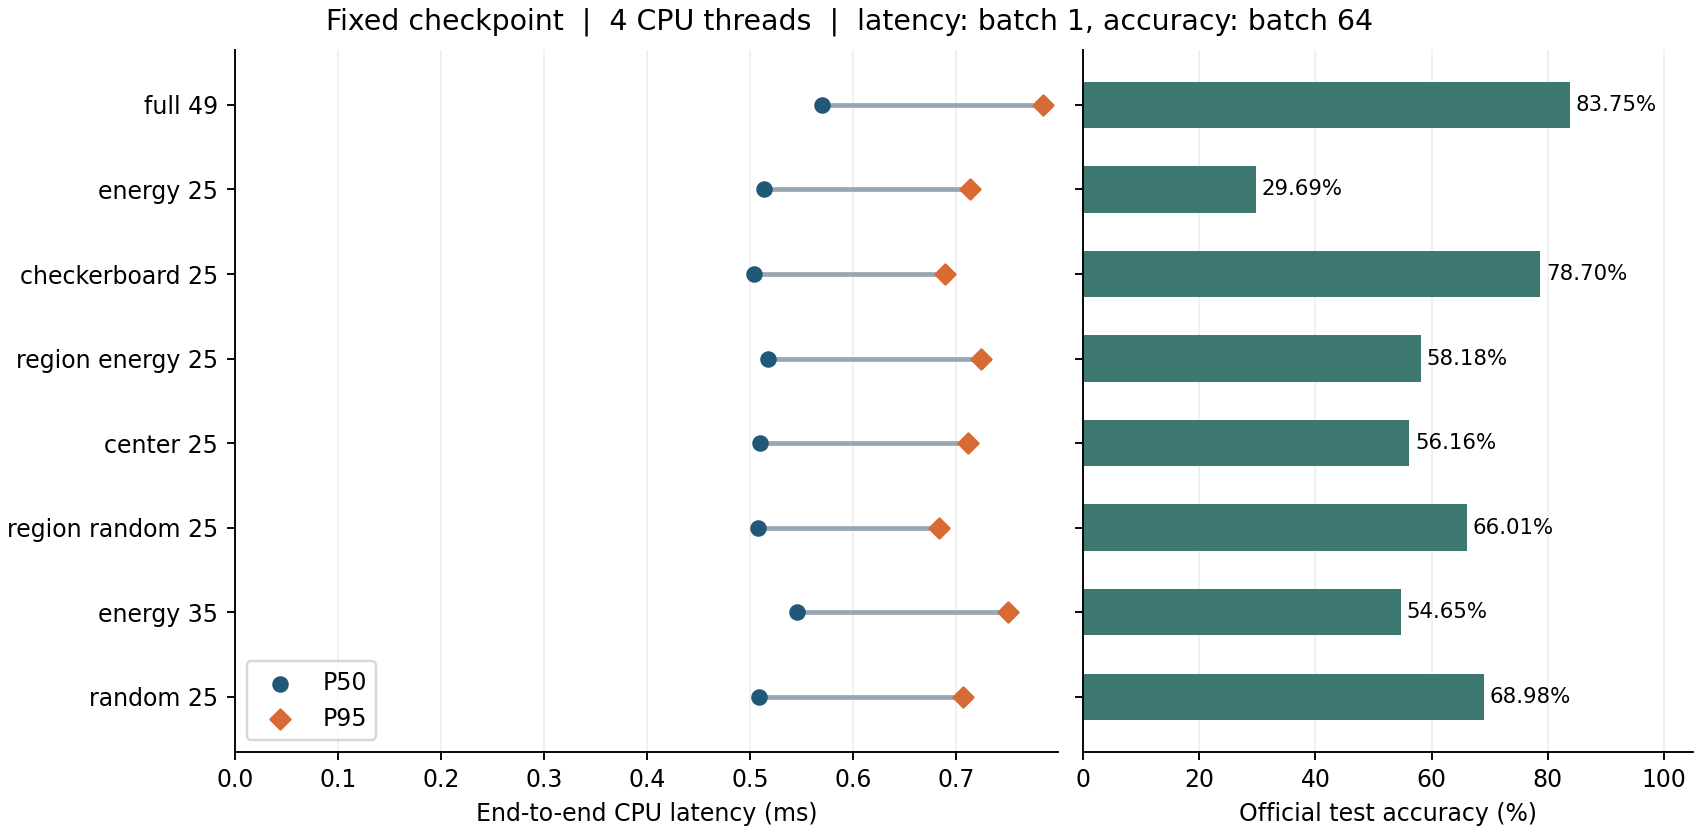 Fixed checkpoint | 4 CPU threads | latency: batch 1, accuracy: batch 64
full 49
energy 25
checkerboard 25
region energy 25
center 25
region random 25
energy 35
random 25
P50
P95
0.0 0.1 0.2 0.3 0.4 0.5 0.6 0.7
End-to-end CPU latency (ms)
83.75%
29.69%
78.70%
58.18%
56.16%
66.01%
54.65%
68.98%
0 20 40 60 80 100
Official test accuracy (%)